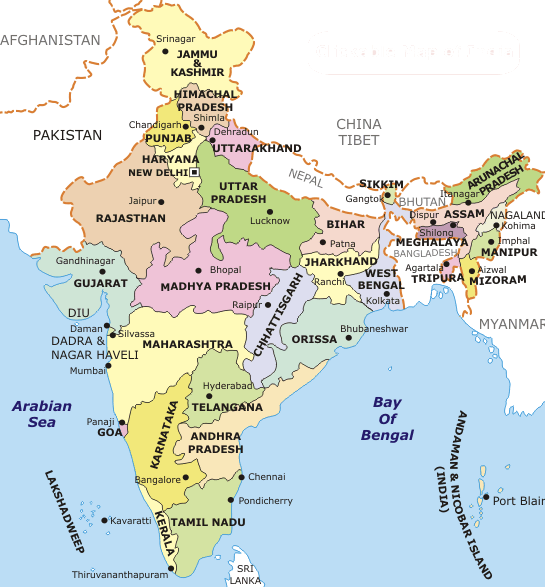 AFGHANISTAN
Srinagar
JAMMU
&
KASHMIR
HIMACHAL
PRADESH
Shimla
Chandigarh
PUNJAB
Dehradun
UTTARAKHAND
PAKISTAN
CHINA
TIBET
HARYANA
NEW DELHI
NEPAL
SIKKIM
Gangtok
BHUTAN
ARUNACHAL
PRADESH
Itanagar
Jaipur
RAJASTHAN
UTTAR
PRADESH
Lucknow
BIHAR
Patna
Dispur
ASSAM
NAGALAND
Kohima
Shilong
MEGHALAYA
Imphal
MANIPUR
BANGLADESH
Agartala
TRIPURA
Aizwal
MIZORAM
Gandhinagar
GUJARAT
Bhopal
MADHYA PRADESH
JHARKHAND
Ranchi
WEST
BENGAL
Kolkata
CHHATTISGARH
Raipur
MYANMAR
DIU
Daman
Silvassa
DADRA &
NAGAR HAVELI
Mumbai
MAHARASHTRA
ORISSA
Bhubaneshwar
Hyderabad
TELANGANA
Arabian
Sea
Bay
Of
Bengal
Panaji
GOA
KARNATAKA
ANDHRA
PRADESH
Bangalore
Chennai
Pondicherry
TAMIL NADU
KERALA
LAKSHADWEEP
Kavaratti
Thiruvananthapuram
SRI
LANKA
ANDAMAN & NICOBAR ISLAND
(INDIA)
Port Blair